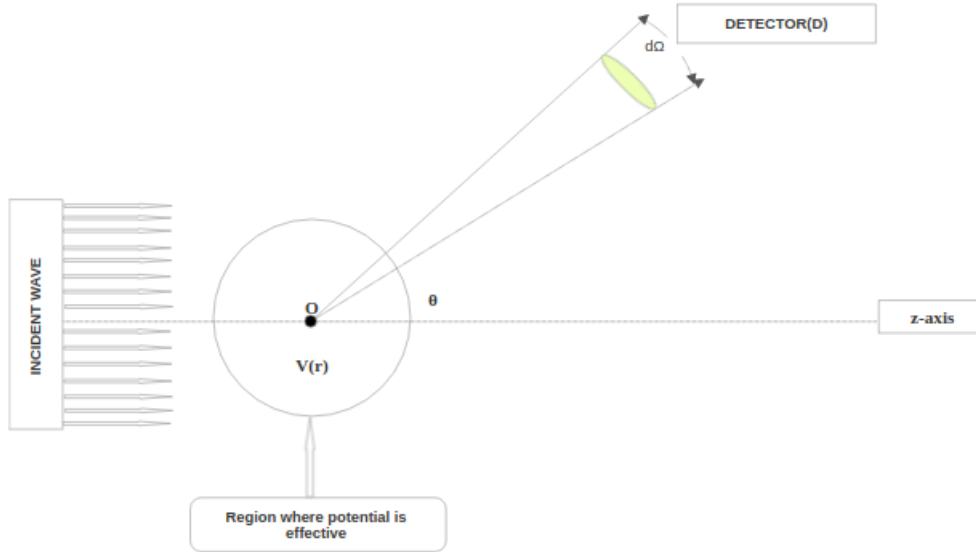 DETECTOR(D)
dΩ
INCIDENT WAVE
O
θ
z-axis
V(r)
Region where potential is
effective